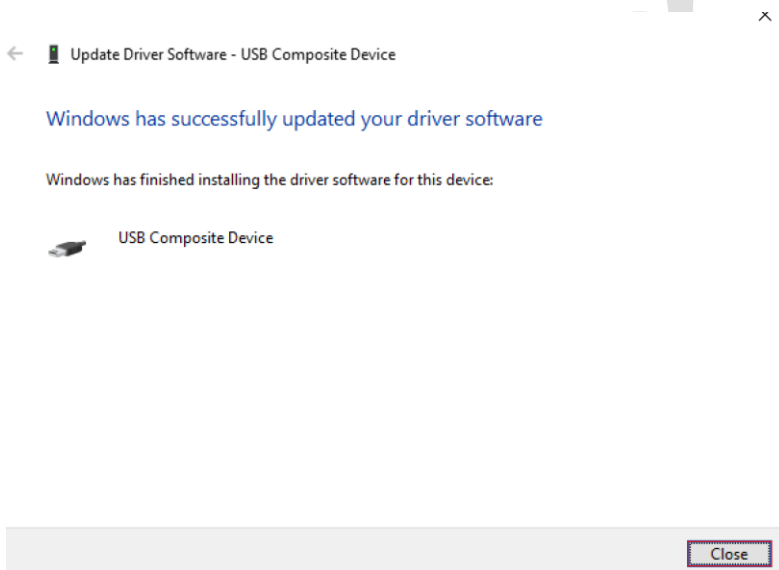 Update Driver Software - USB Composite Device
Windows has successfully updated your driver software
Windows has finished installing the driver software for this device:
USB Composite Device
Close